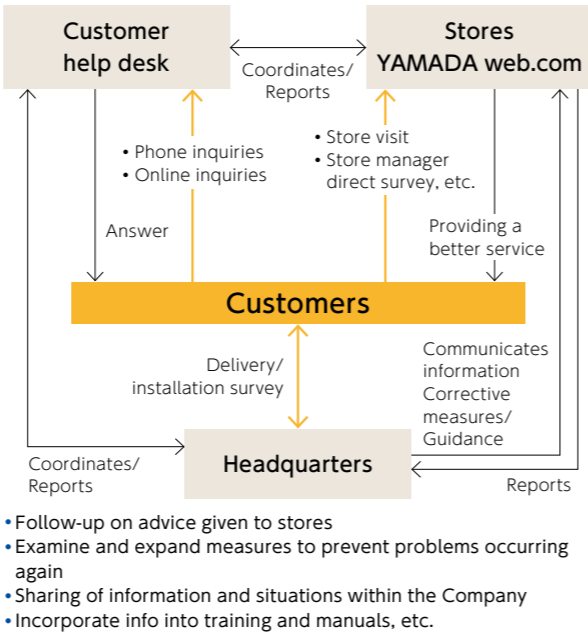 Customer
help desk
Stores
YAMADA web.com
Coordinates/
Reports
• Phone inquiries
• Online inquiries
• Store visit
• Store manager
direct survey, etc.
Answer
Providing a
better service
Customers
Delivery/
installation survey
Communicates
information
Corrective
measures/
Guidance
Headquarters
Coordinates/
Reports
Reports
• Follow-up on advice given to stores
• Examine and expand measures to prevent problems occurring
again
• Sharing of information and situations within the Company
• Incorporate info into training and manuals, etc.